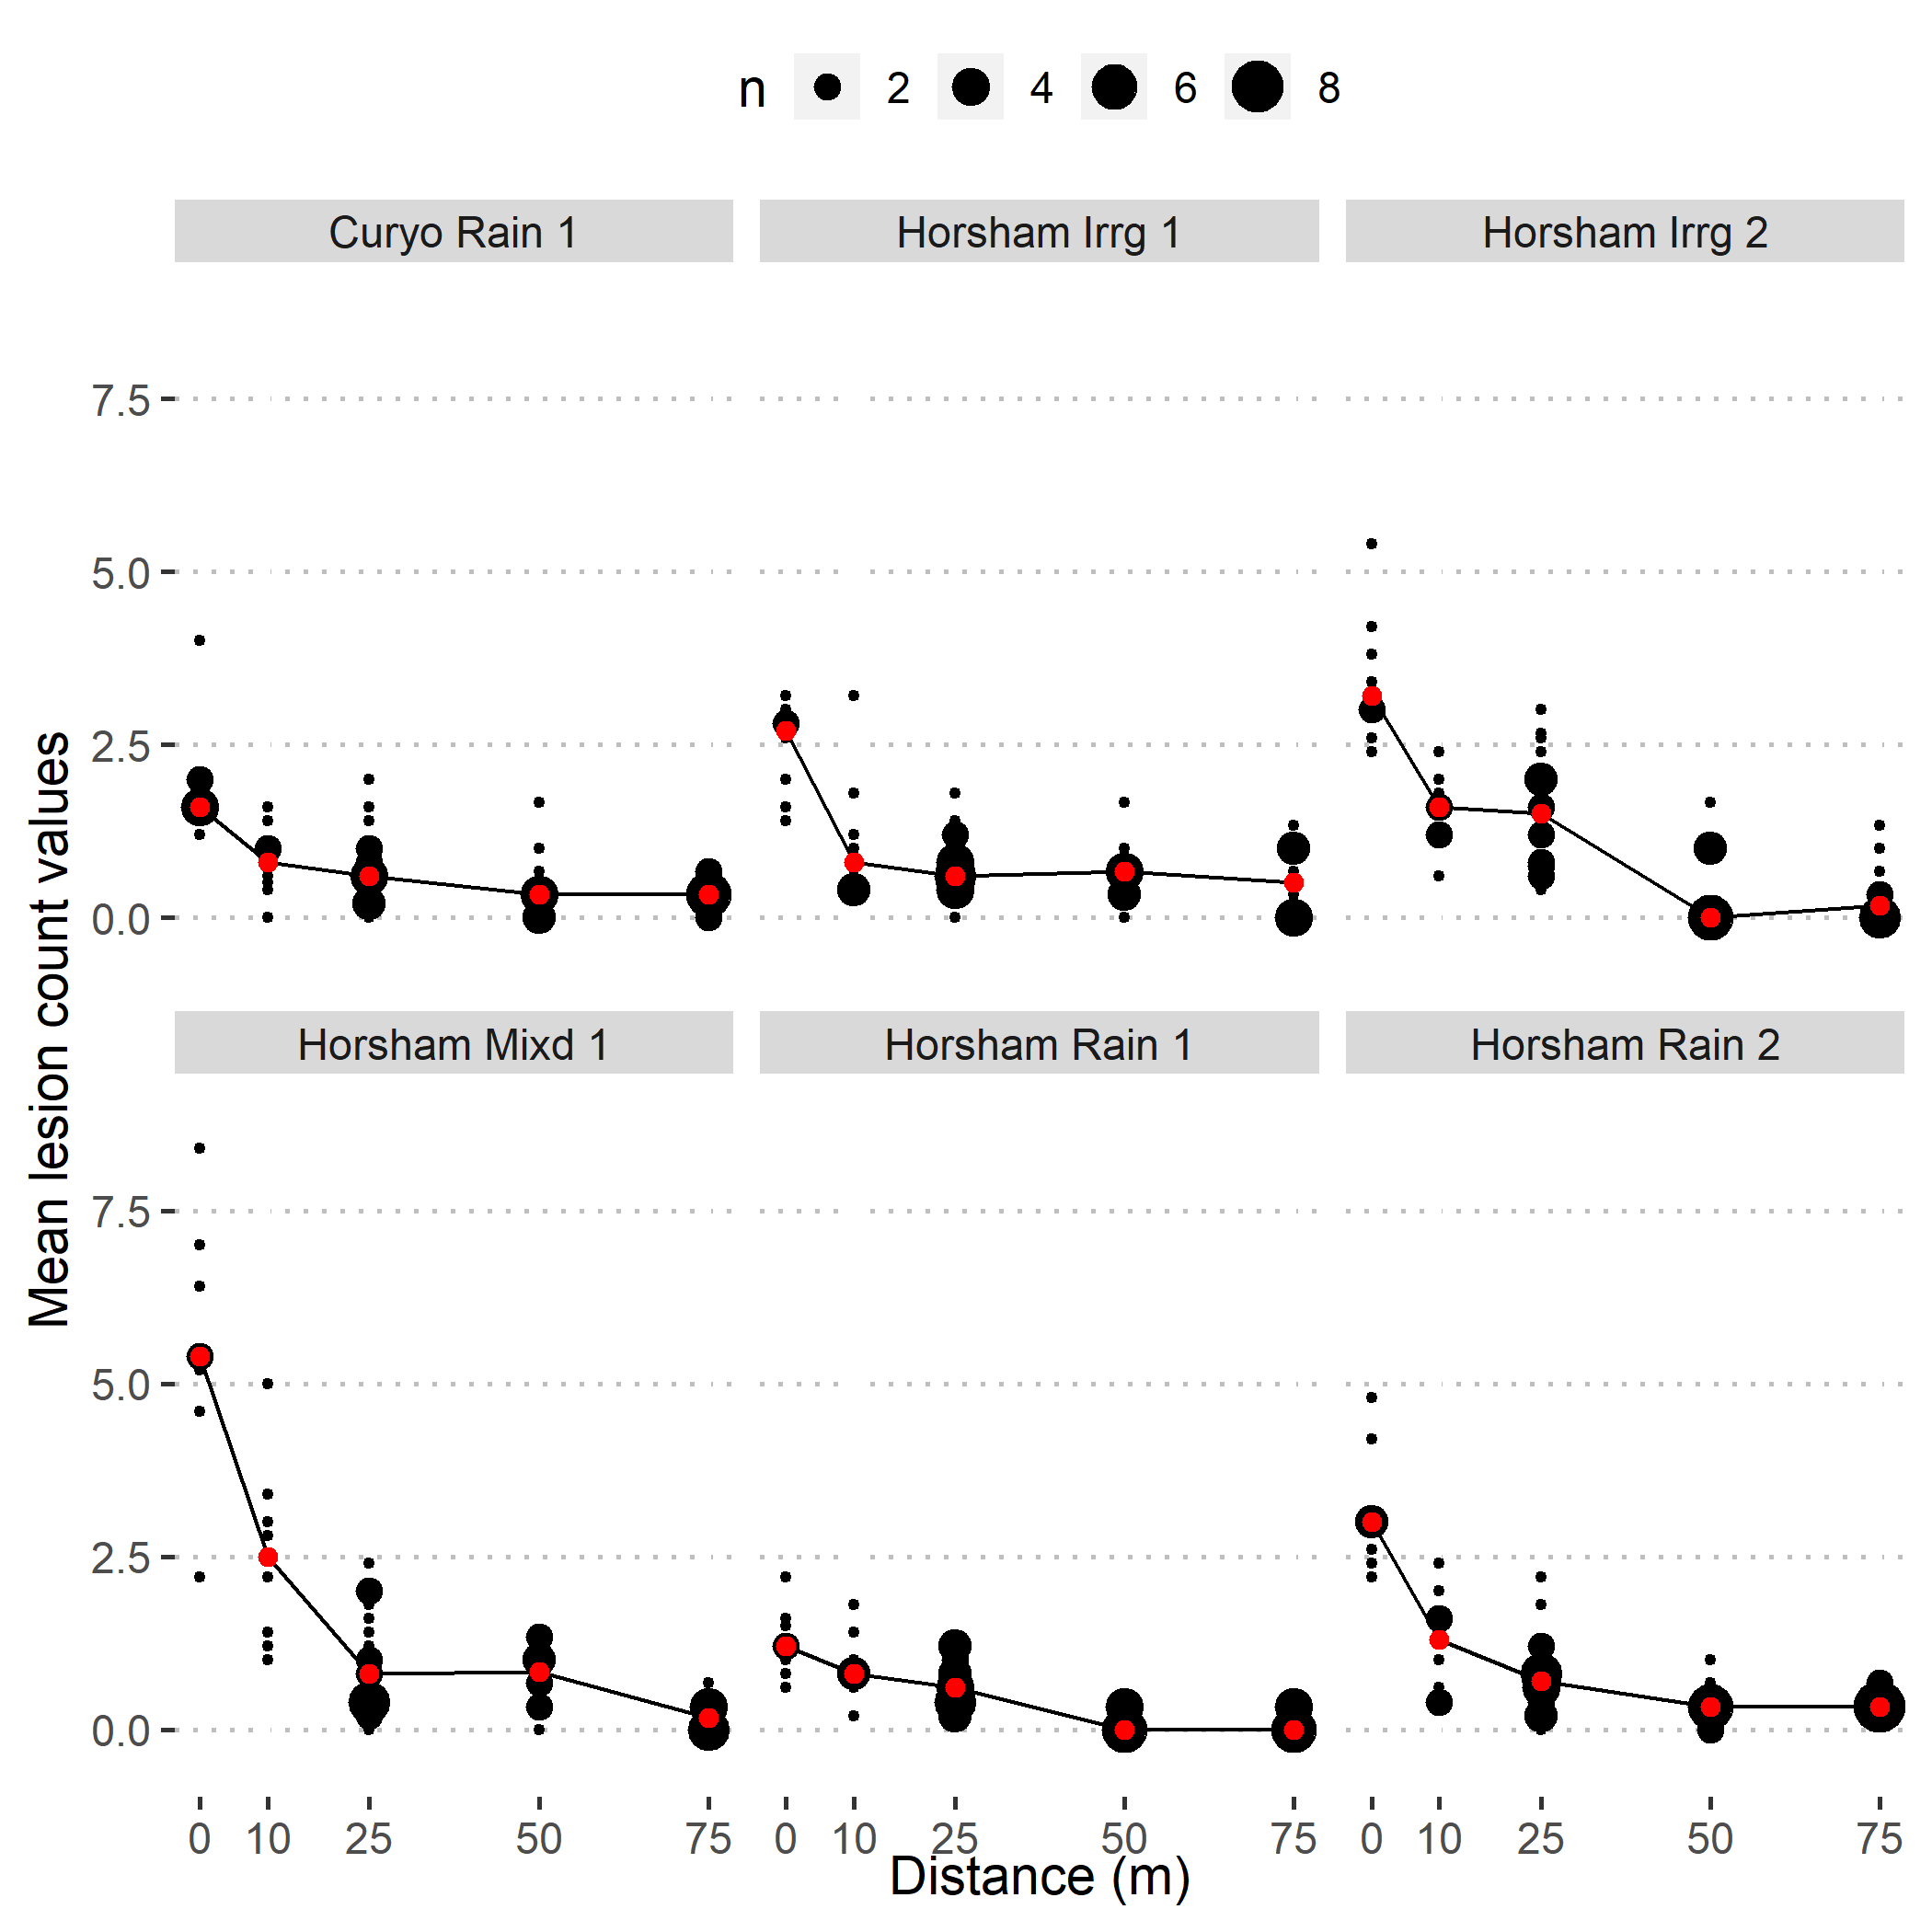 n 2 4 6 8
Curyo Rain 1 Horsham Irrg 1 Horsham Irrg 2
7.5
5.0
2.5
0.0
Horsham Mixd 1 Horsham Rain 1 Horsham Rain 2
7.5
5.0
2.5
0.0
0 10 25 50 75 0 10 25 50 75 0 10 25 50 75
Distance (m)
Mean lesion count values